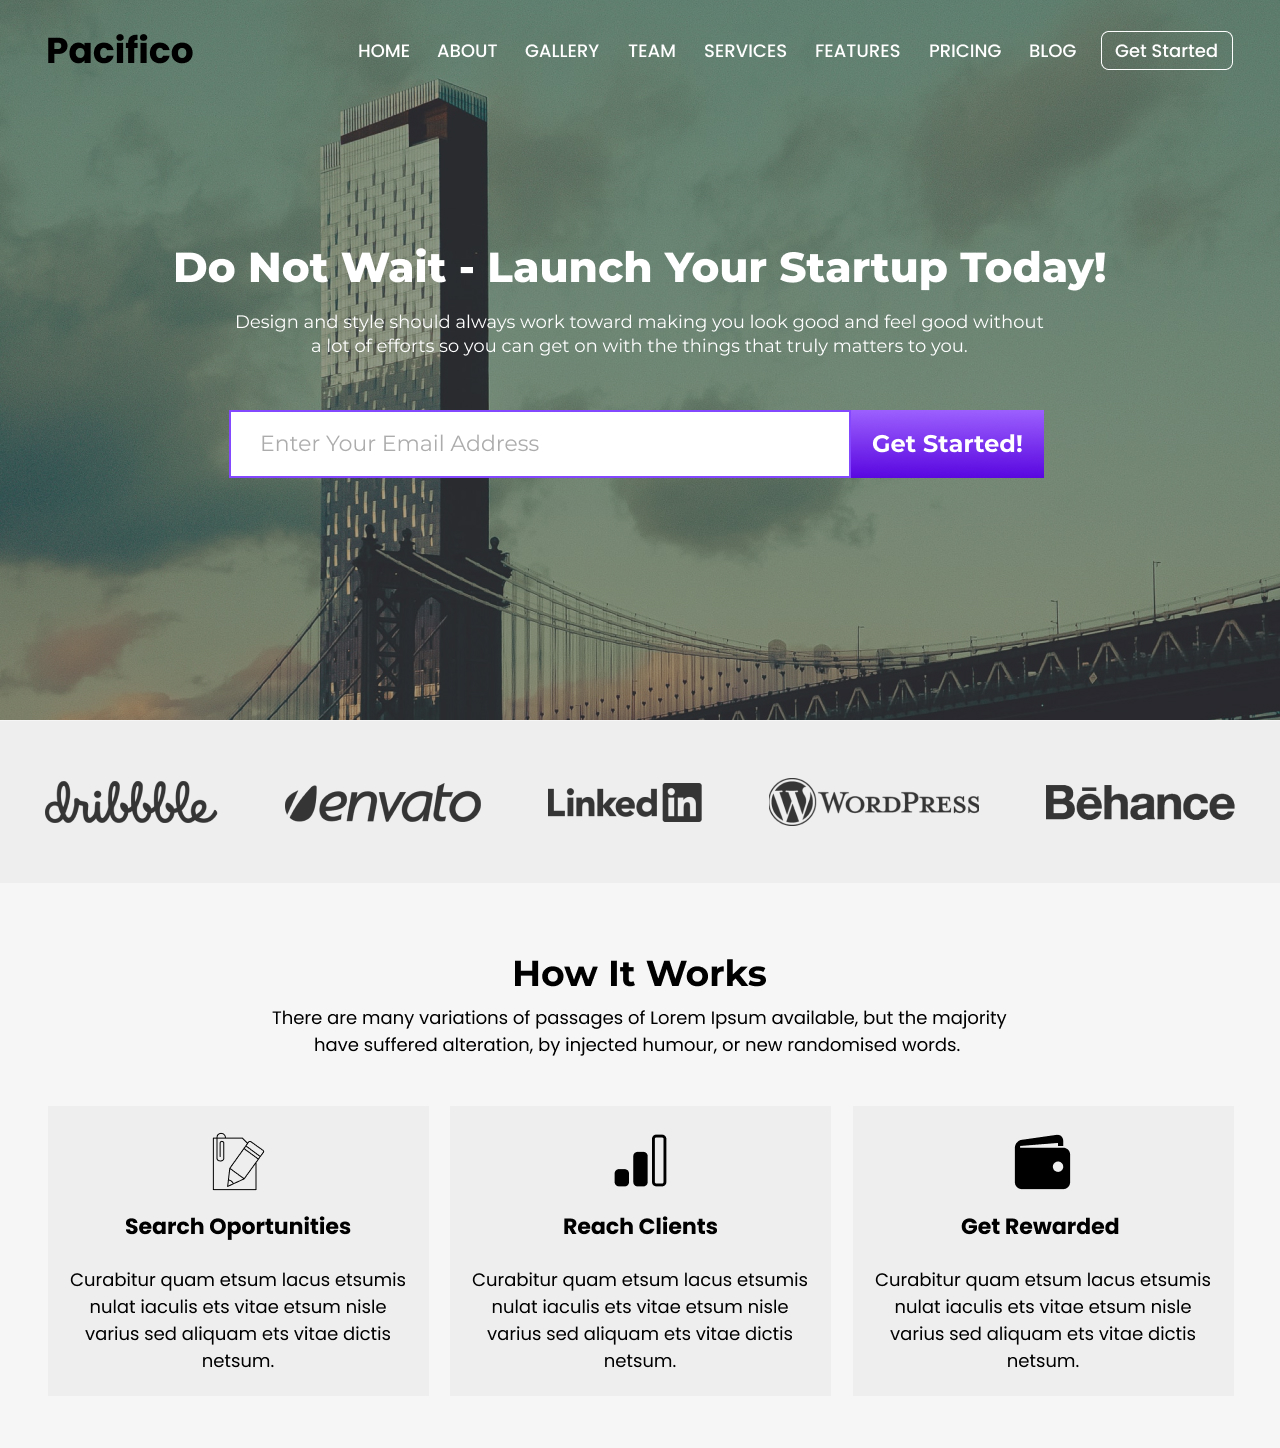 Pacifico
HOME ABOUT GALLERY TEAM SERVICES FEATURES PRICING BLOG Get Started
Do Not Wait - Launch Your Startup Today!
Design and style should always work toward making you look good and feel good without
a lot of efforts so you can get on with the things that truly matters to you.
Enter Your Email Address Get Started!
dribbble envato Linked in WORDPRESS Bēhance
How It Works
There are many variations of passages of Lorem Ipsum available, but the majority
have suffered alteration, by injected humour, or new randomised words.
Search Oportunities
Curabitur quam etsum lacus etsumis
nulat iaculis ets vitae etsum nisle
varius sed aliquam ets vitae dictis
netsum.
Reach Clients
Curabitur quam etsum lacus etsumis
nulat iaculis ets vitae etsum nisle
varius sed aliquam ets vitae dictis
netsum.
Get Rewarded
Curabitur quam etsum lacus etsumis
nulat iaculis ets vitae etsum nisle
varius sed aliquam ets vitae dictis
netsum.